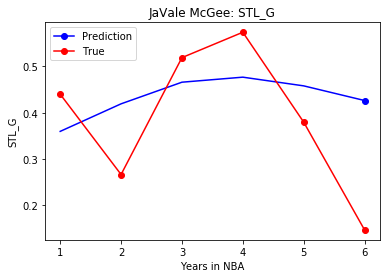 JaVale McGee: STL_G
Prediction
True
0.5
0.4
0.3
0.2
STL_G
1 2 3 4 5 6
Years in NBA